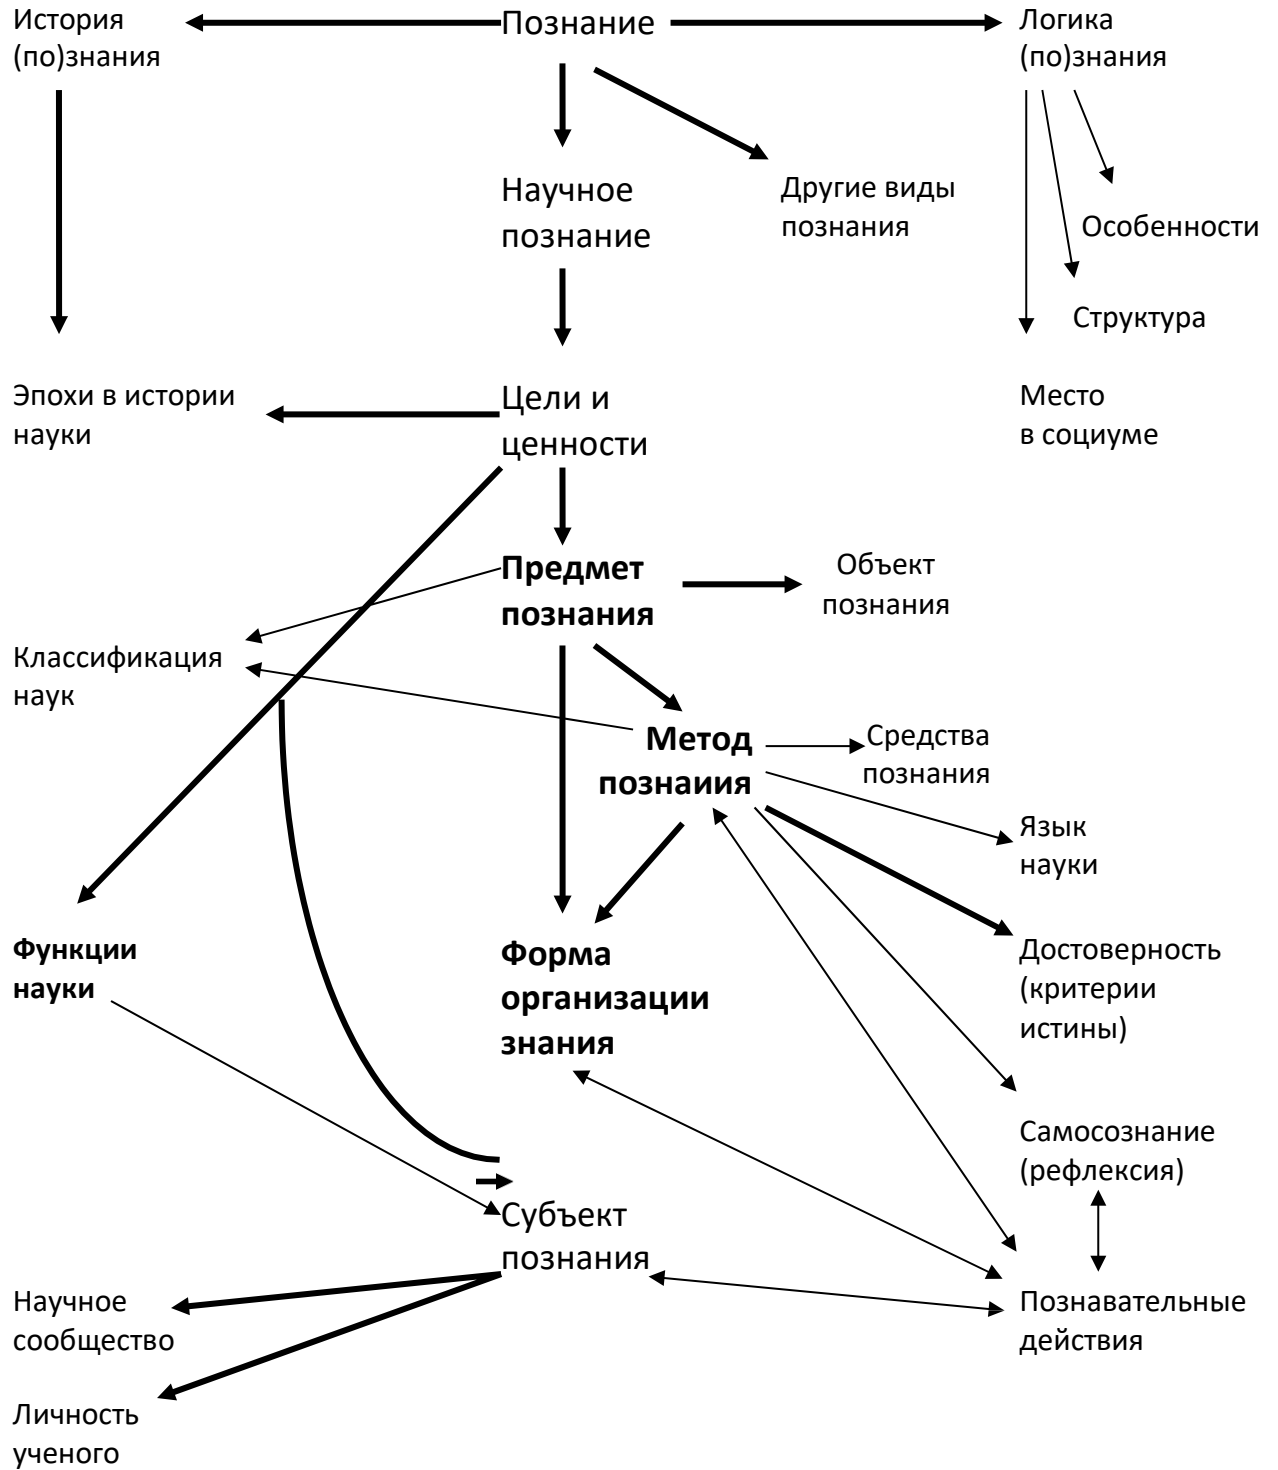 История
(по)знания
Познание
Логика
(по)знания
Научное
познание
Другие виды
познания
Особенности
Структура
Эпохи в истории
науки
Цели и
ценности
Место
в социуме
Предмет
познания
Объект
познания
Классификация
наук
Метод
познаиия
Средства
познания
Язык
науки
Функции
науки
Форма
организации
знания
Достоверность
(критерии
истины)
Самосознание
(рефлексия)
Субъект
познания
Научное
сообщество
Познавательные
действия
Личность
ученого